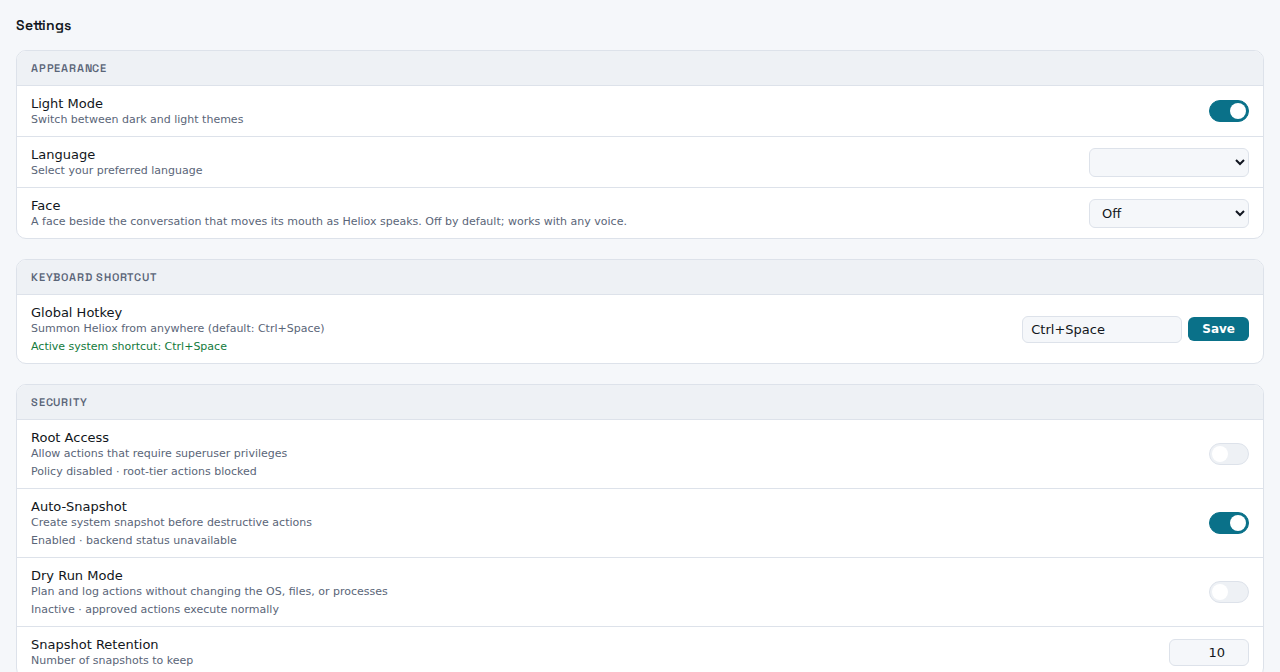 Settings
APPEARANCE
Light Mode
Switch between dark and light themes
Language
Select your preferred language
Face
A face beside the conversation that moves its mouth as Heliox speaks. Off by default; works with any voice.
Off
KEYBOARD SHORTCUT
Global Hotkey
Summon Heliox from anywhere (default: Ctrl+Space)
Active system shortcut: Ctrl+Space
Ctrl+Space
Save
SECURITY
Root Access
Allow actions that require superuser privileges
Policy disabled · root-tier actions blocked
Auto-Snapshot
Create system snapshot before destructive actions
Enabled · backend status unavailable
Dry Run Mode
Plan and log actions without changing the OS, files, or processes
Inactive · approved actions execute normally
Snapshot Retention
Number of snapshots to keep
10